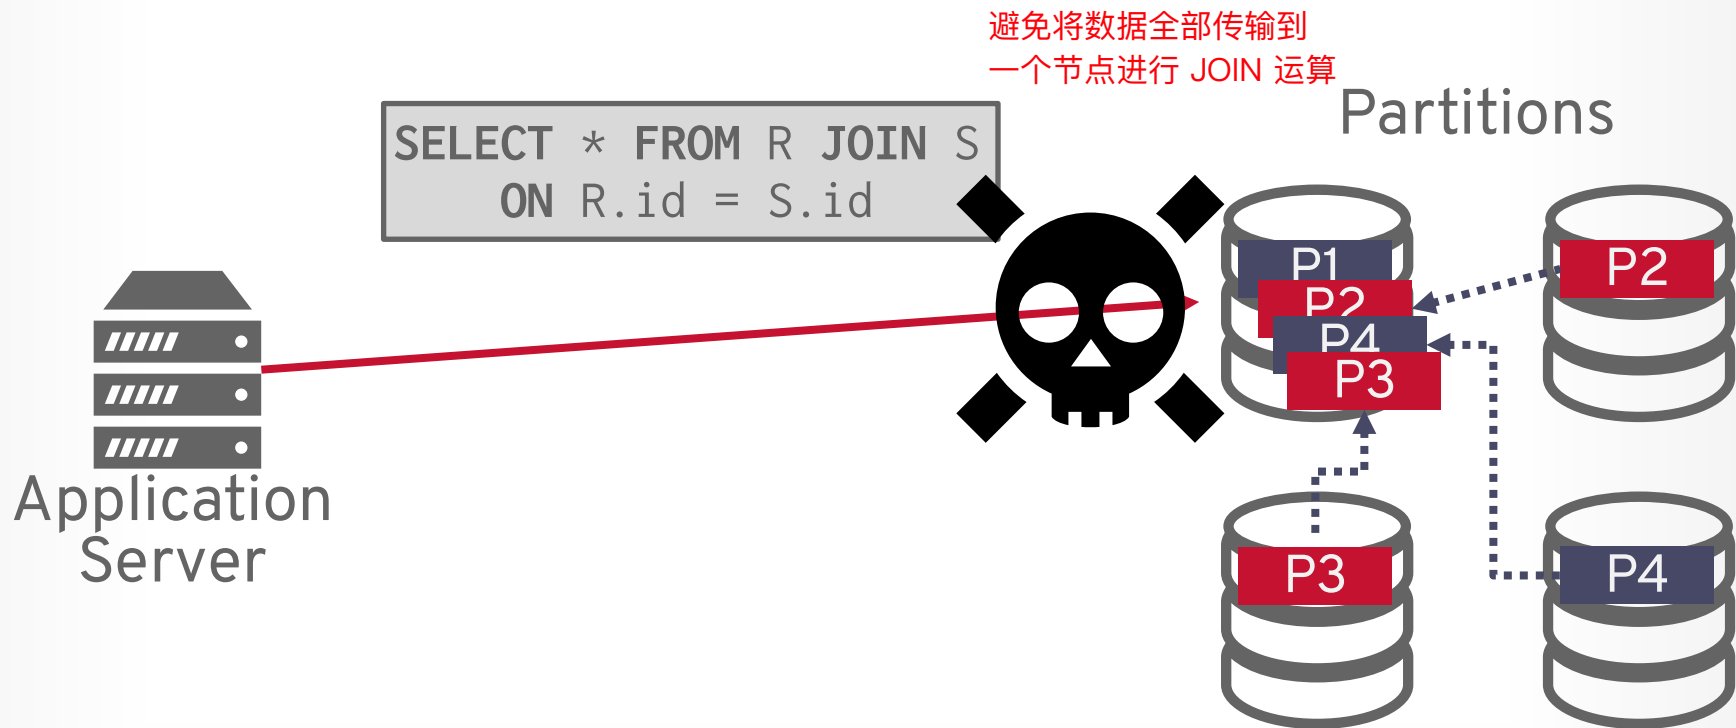 避免将数据全部传输到
一个节点进行 JOIN 运算
Partitions
SELECT * FROM R JOIN S
ON R.id = S.id
P1
P2
P4
P3
P2
Application
Server
P3
P4